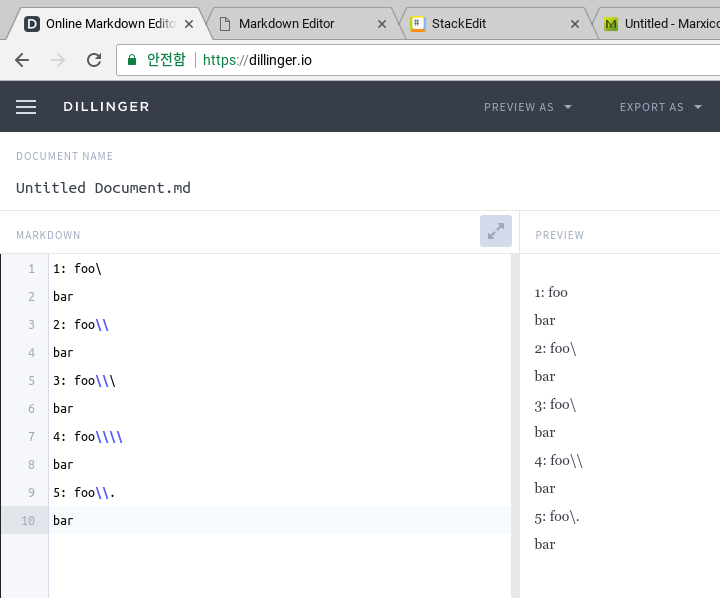 Online Markdown Edito
Markdown Editor
StackEdit
Untitled - Marxico
안전함
https://dillinger.io
DILLINGER
PREVIEW AS
EXPORT AS
DOCUMENT NAME
Untitled Document.md
MARKDOWN
PREVIEW
1 1: foo\
2 bar
3 2: foo\\
4 bar
5 3: foo\\\
6 bar
7 4: foo\\\\
8 bar
9 5: foo\\.
10 bar
1: foo
bar
2: foo\
bar
3: foo\
bar
4: foo\\
bar
5: foo\.
bar